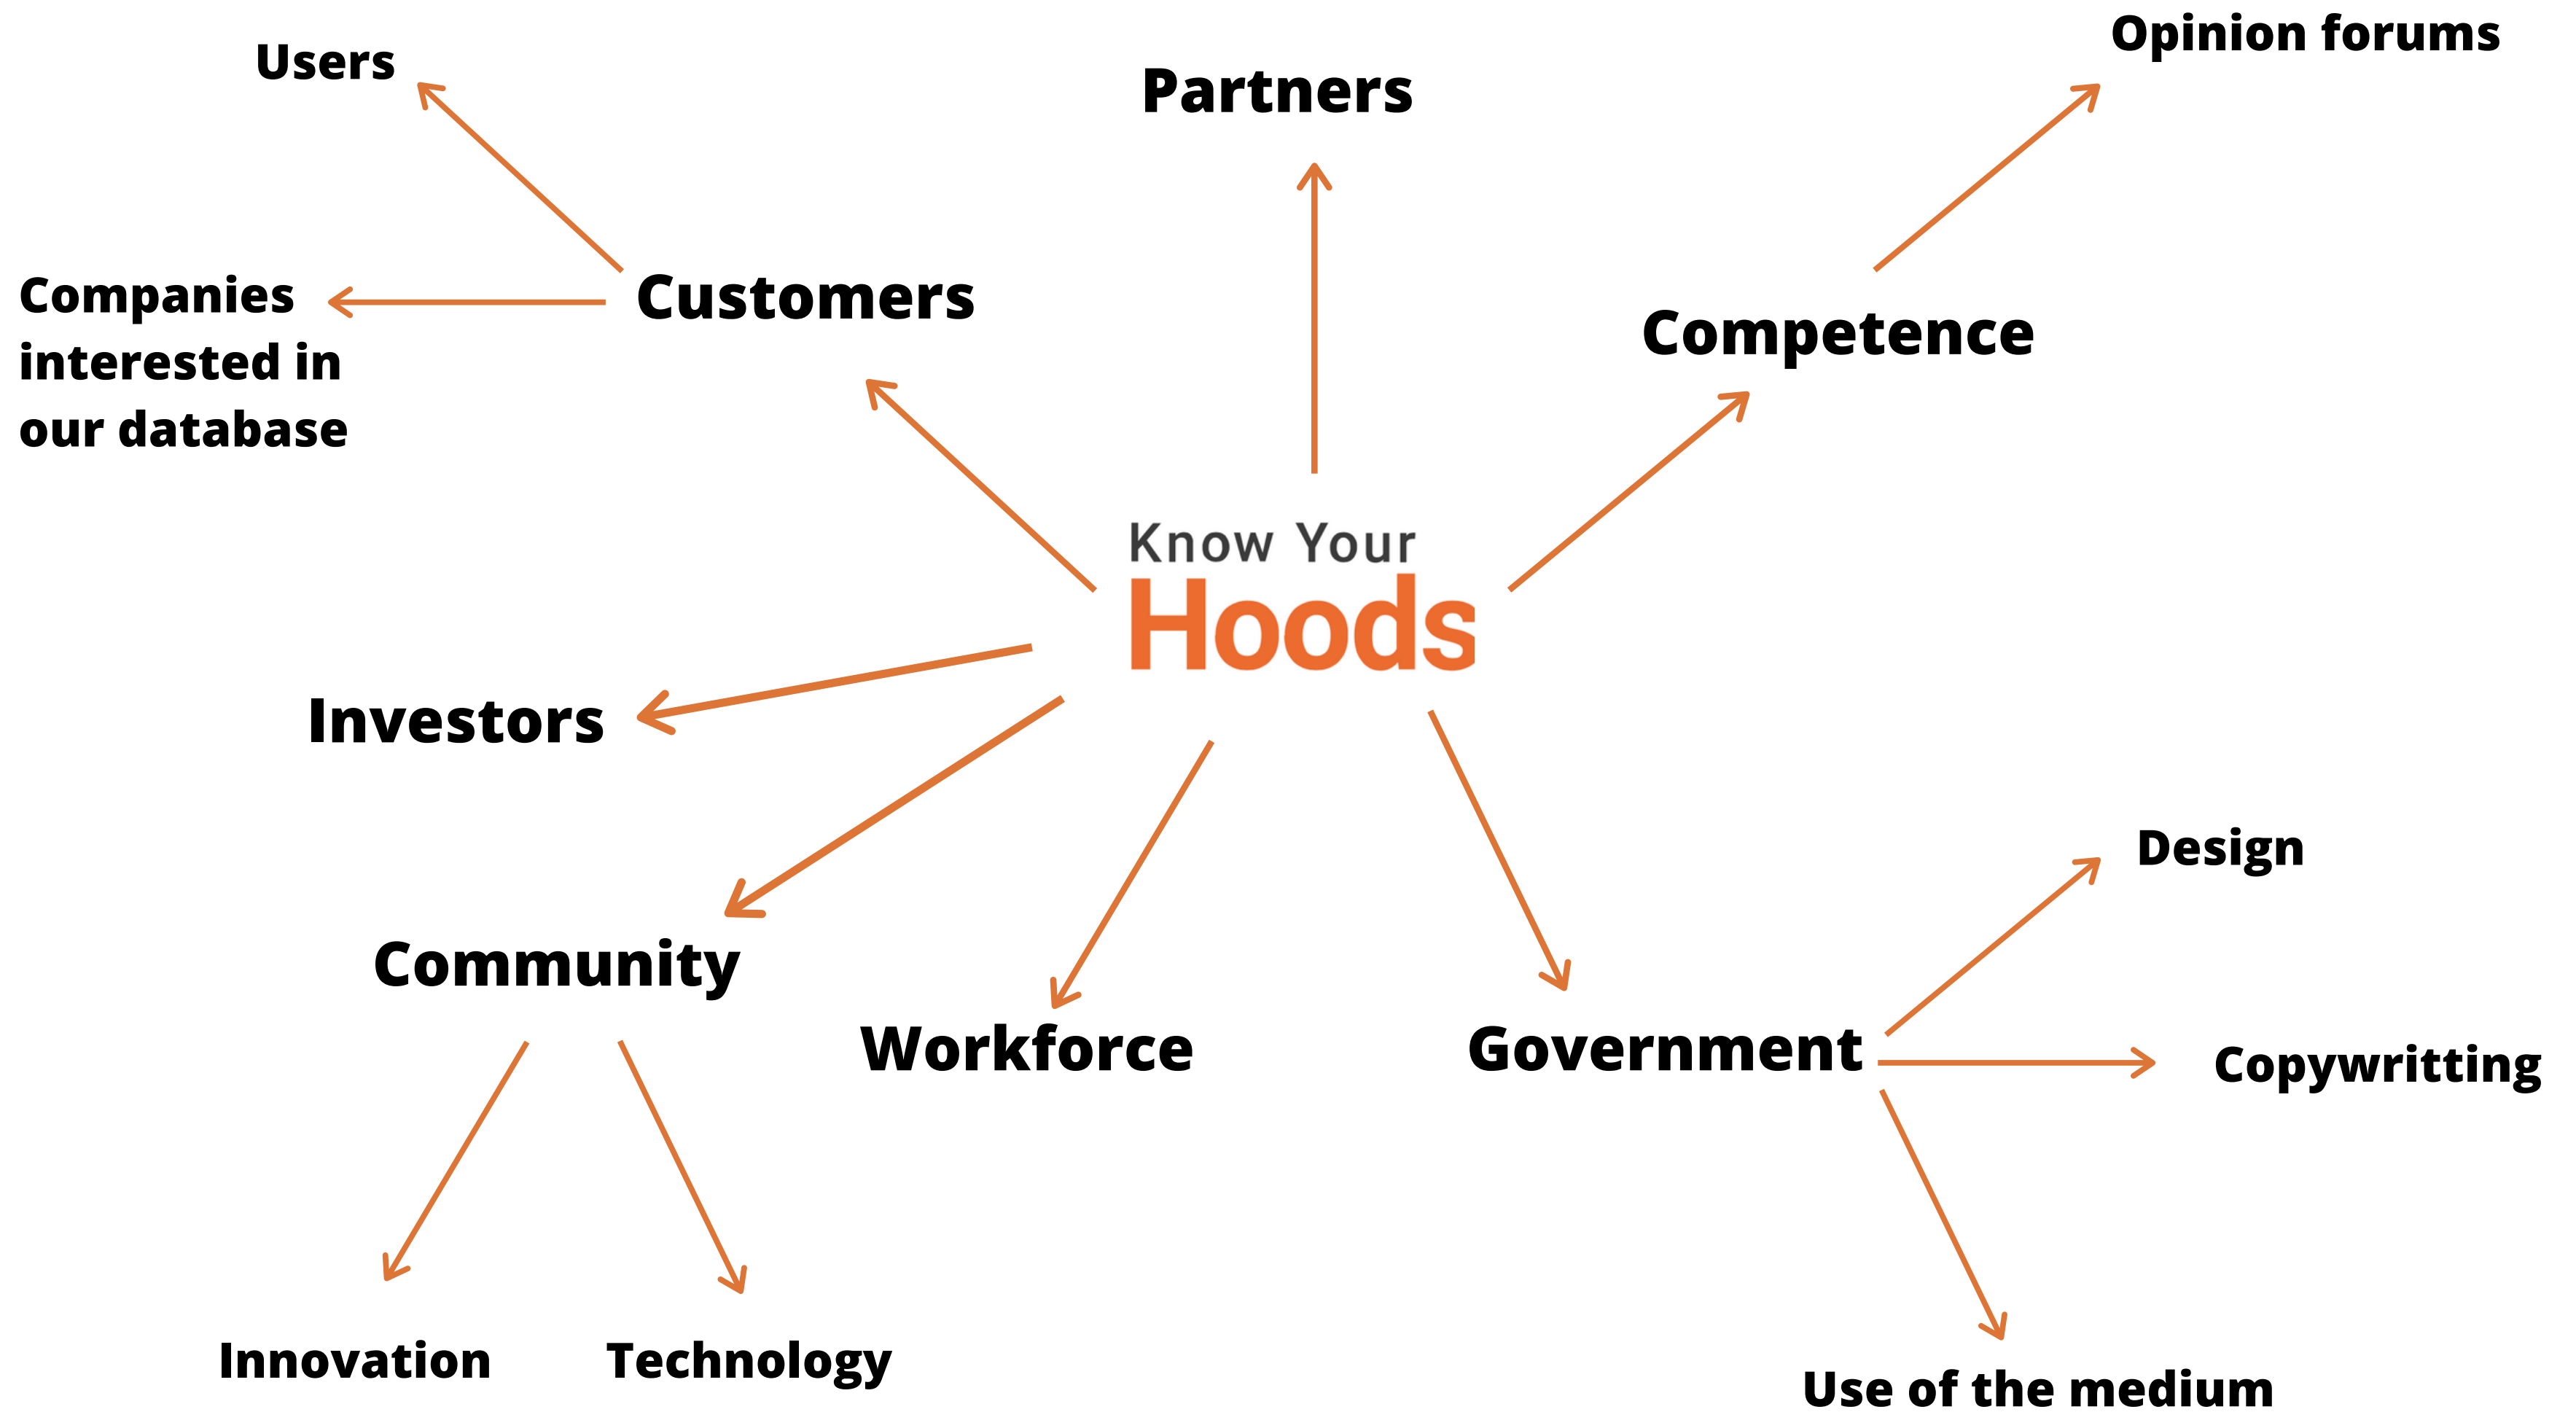 Opinion forums
Users
Partners
Companies
interested in
our database
Customers
Competence
Know Your
Hoods
Investors
Design
Community
Workforce
Government
Copywritting
Innovation
Technology
Use of the medium